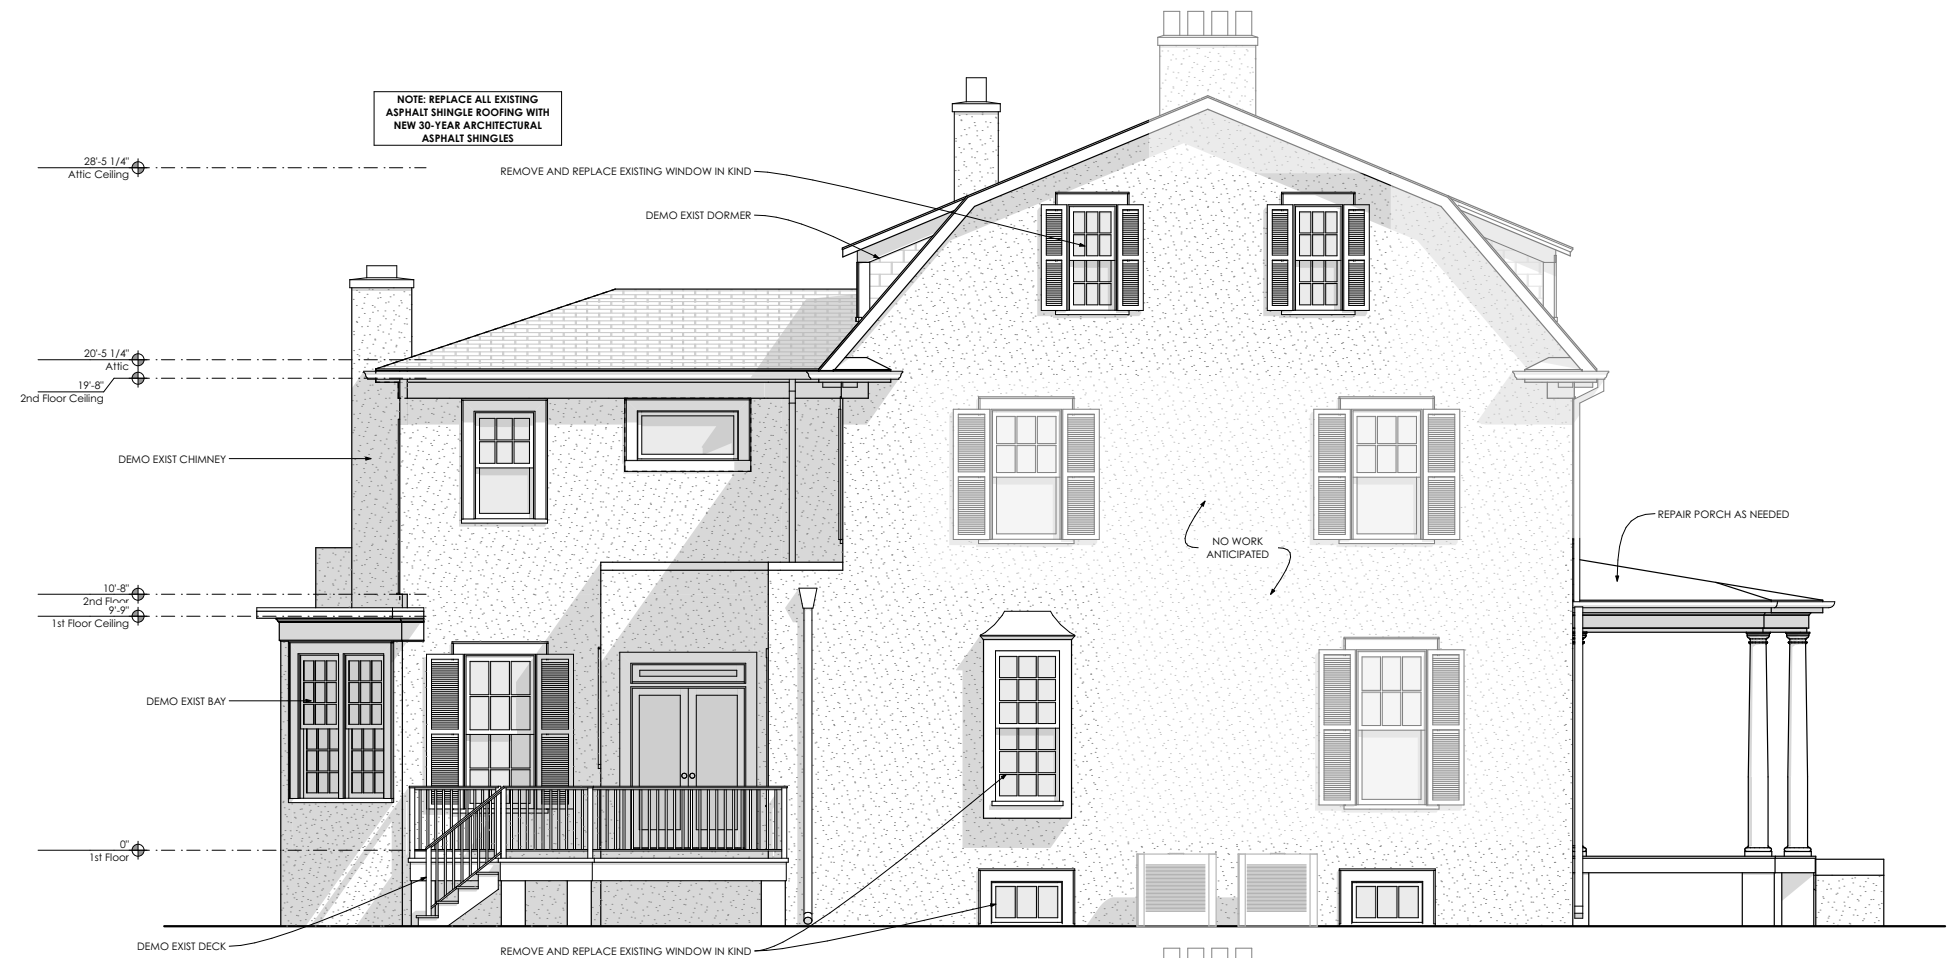 NOTE: REPLACE ALL EXISTING
ASPHALT SHINGLE ROOFING WITH
NEW 30-YEAR ARCHITECTURAL
ASPHALT SHINGLES
28'-5 1/4"
Attic Ceiling
REMOVE AND REPLACE EXISTING WINDOW IN KIND
DEMO EXIST DORMER
20'-5 1/4"
Attic
19'-8"
2nd Floor Ceiling
DEMO EXIST CHIMNEY
REPAIR PORCH AS NEEDED
NO WORK
ANTICIPATED
10'-8"
2nd Floor
9'-9"
1st Floor Ceiling
DEMO EXIST BAY
0"
1st Floor
DEMO EXIST DECK
REMOVE AND REPLACE EXISTING WINDOW IN KIND